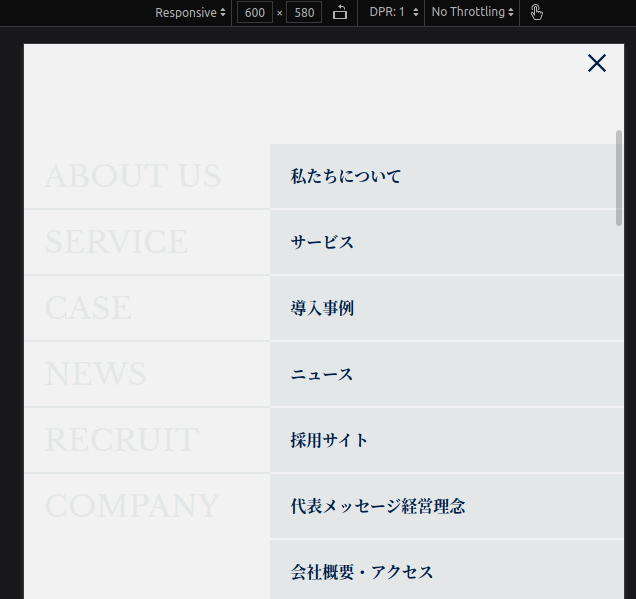 Responsive 600 × 580 DPR: 1 No Throttling
ABOUT US 私たちについて
SERVICE サービス
CASE 導入事例
NEWS ニュース
RECRUIT 採用サイト
COMPANY 代表メッセージ経営理念
会社概要・アクセス